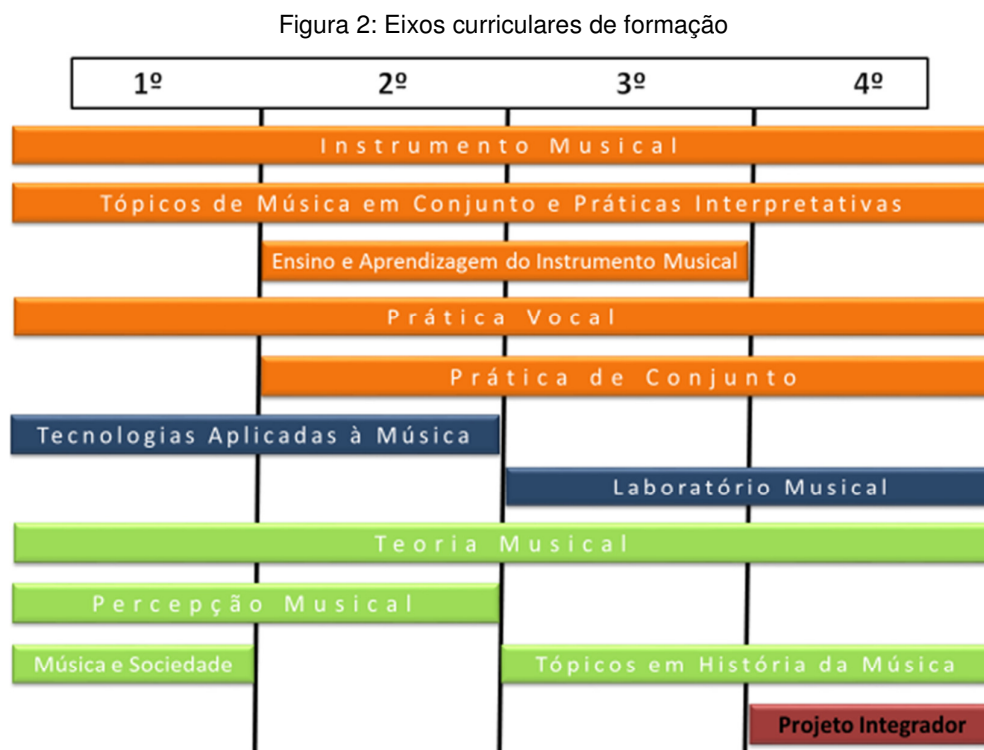 Figura 2: Eixos curriculares de formação
1º 2º 3º 4º
Instrumento Musical
Tópicos de Música em Conjunto e Práticas Interpretativas
Ensino e Aprendizagem do Instrumento Musical
Prática Vocal
Prática de Conjunto
Tecnologias Aplicadas à Música
Laboratório Musical
Teoria Musical
Percepção Musical
Música e Sociedade Tópicos em História da Música
Projeto Integrador